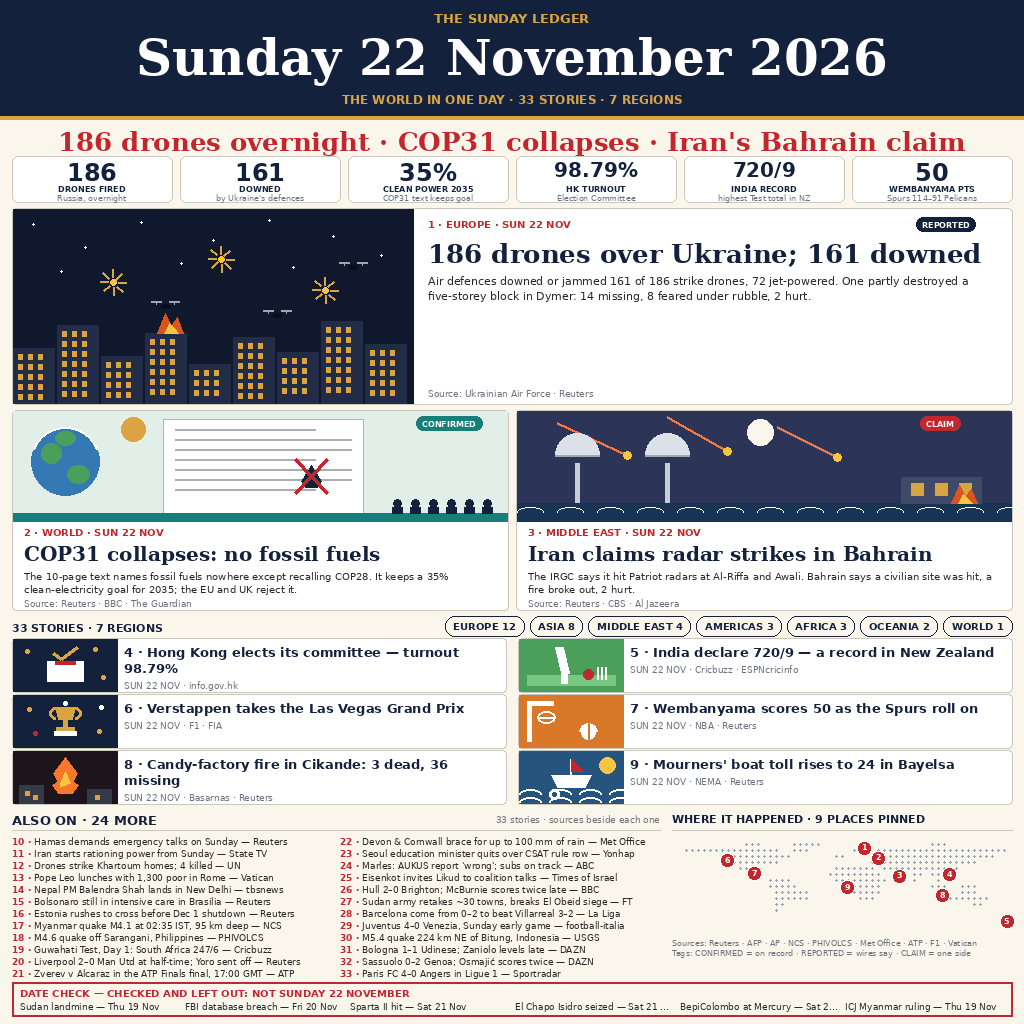 THE SUNDAY LEDGER
Sunday 22 November 2026
THE WORLD IN ONE DAY · 33 STORIES · 7 REGIONS
186 drones overnight · COP31 collapses · Iran's Bahrain claim
186
DRONES FIRED
Russia, overnight
161
DOWNED
by Ukraine's defences
35%
CLEAN POWER 2035
COP31 text keeps goal
98.79%
HK TURNOUT
Election Committee
720/9
INDIA RECORD
highest Test total in NZ
50
WEMBANYAMA PTS
Spurs 114–91 Pelicans
1 · EUROPE · SUN 22 NOV
REPORTED
186 drones over Ukraine; 161 downed
Air defences downed or jammed 161 of 186 strike drones, 72 jet-powered. One partly destroyed a
five-storey block in Dymer: 14 missing, 8 feared under rubble, 2 hurt.
Source: Ukrainian Air Force · Reuters
CONFIRMED
2 · WORLD · SUN 22 NOV
COP31 collapses: no fossil fuels
The 10-page text names fossil fuels nowhere except recalling COP28. It keeps a 35%
clean-electricity goal for 2035; the EU and UK reject it.
Source: Reuters · BBC · The Guardian
CLAIM
3 · MIDDLE EAST · SUN 22 NOV
Iran claims radar strikes in Bahrain
The IRGC says it hit Patriot radars at Al-Riffa and Awali. Bahrain says a civilian site was hit, a
fire broke out, 2 hurt.
Source: Reuters · CBS · Al Jazeera
33 STORIES · 7 REGIONS
EUROPE 12
ASIA 8
MIDDLE EAST 4
AMERICAS 3
AFRICA 3
OCEANIA 2
WORLD 1
4 · Hong Kong elects its committee — turnout
98.79%
SUN 22 NOV · info.gov.hk
5 · India declare 720/9 — a record in New Zealand
SUN 22 NOV · Cricbuzz · ESPNcricinfo
6 · Verstappen takes the Las Vegas Grand Prix
SUN 22 NOV · F1 · FIA
7 · Wembanyama scores 50 as the Spurs roll on
SUN 22 NOV · NBA · Reuters
8 · Candy-factory fire in Cikande: 3 dead, 36
missing
SUN 22 NOV · Basarnas · Reuters
9 · Mourners' boat toll rises to 24 in Bayelsa
SUN 22 NOV · NEMA · Reuters
ALSO ON · 24 MORE
33 stories · sources beside each one
10 · Hamas demands emergency talks on Sunday — Reuters
11 · Iran starts rationing power from Sunday — State TV
12 · Drones strike Khartoum homes; 4 killed — UN
13 · Pope Leo lunches with 1,300 poor in Rome — Vatican
14 · Nepal PM Balendra Shah lands in New Delhi — tbsnews
15 · Bolsonaro still in intensive care in Brasilia — Reuters
16 · Estonia rushes to cross before Dec 1 shutdown — Reuters
17 · Myanmar quake M4.1 at 02:35 IST, 95 km deep — NCS
18 · M4.6 quake off Sarangani, Philippines — PHIVOLCS
19 · Guwahati Test, Day 1: South Africa 247/6 — Cricbuzz
20 · Liverpool 2–0 Man Utd at half-time; Yoro sent off — Reuters
21 · Zverev v Alcaraz in the ATP Finals final, 17:00 GMT — ATP
22 · Devon & Cornwall brace for up to 100 mm of rain — Met Office
23 · Seoul education minister quits over CSAT rule row — Yonhap
24 · Marles: AUKUS report 'wrong'; subs on track — ABC
25 · Eisenkot invites Likud to coalition talks — Times of Israel
26 · Hull 2–0 Brighton; McBurnie scores twice late — BBC
27 · Sudan army retakes ~30 towns, breaks El Obeid siege — FT
28 · Barcelona come from 0–2 to beat Villarreal 3–2 — La Liga
29 · Juventus 4–0 Venezia, Sunday early game — football-italia
30 · M5.4 quake 224 km NE of Bitung, Indonesia — USGS
31 · Bologna 1–1 Udinese; Zaniolo levels late — DAZN
32 · Sassuolo 0–2 Genoa; Osmajić scores twice — DAZN
33 · Paris FC 4–0 Angers in Ligue 1 — Sportradar
WHERE IT HAPPENED · 9 PLACES PINNED
1
2
6
7
3
4
9
8
5
Sources: Reuters · AFP · AP · NCS · PHIVOLCS · Met Office · ATP · F1 · Vatican
Tags: CONFIRMED = on record · REPORTED = wires say · CLAIM = one side
DATE CHECK — CHECKED AND LEFT OUT: NOT SUNDAY 22 NOVEMBER
Sudan landmine — Thu 19 Nov
FBI database breach — Fri 20 Nov
Sparta II hit — Sat 21 Nov
El Chapo Isidro seized — Sat 21 ...
BepiColombo at Mercury — Sat 2...
ICJ Myanmar ruling — Thu 19 Nov